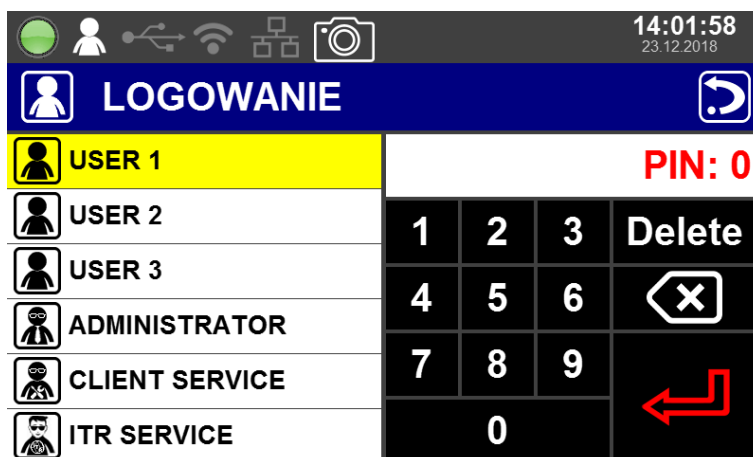 14:01:58
23.12.2018
LOGOWANIE
USER 1
USER 2
USER 3
ADMINISTRATOR
CLIENT SERVICE
ITR SERVICE
PIN: 0
1 2 3 Delete
4 5 6
7 8 9
0